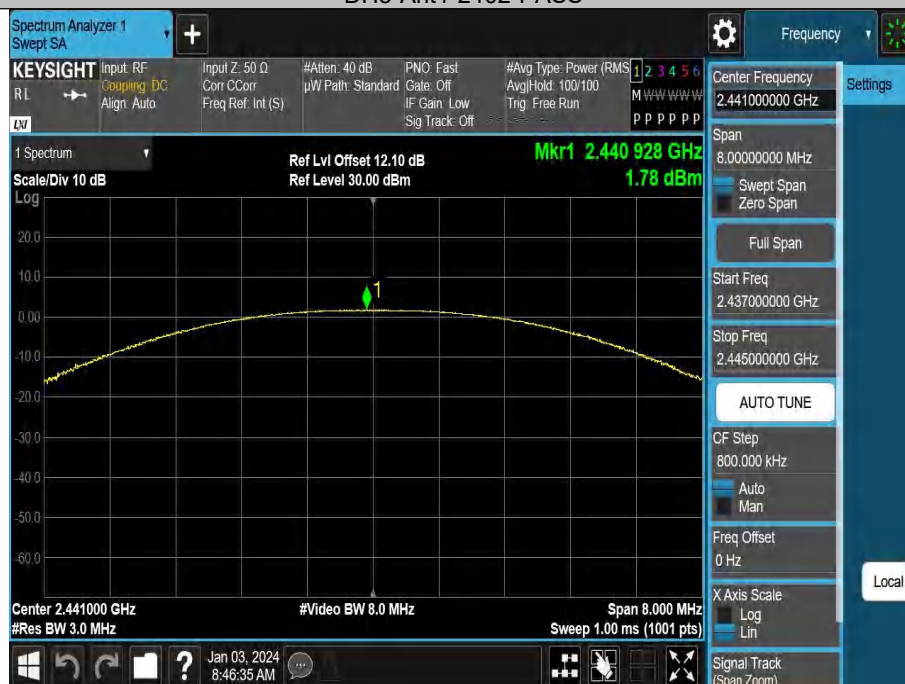 Spectrum Analyzer 1
Swept SA
+
Frequency
KEYSIGHT
RL
LXI
Input: RF
Coupling: DC
Align: Auto
Input Z: 50 Ω
Corr CCorr
Freq Ref: Int (S)
#Atten: 40 dB
µW Path: Standard
PNO: Fast
Gate: Off
IF Gain: Low
Sig Track: Off
#Avg Type: Power (RMS
Avg|Hold: 100/100
Trig: Free Run
1 2 3 4 5 6
M W W W W W
P P P P P P
Center Frequency
2.441000000 GHz
Settings
Span
8.00000000 MHz
Swept Span
Zero Span
Full Span
Start Freq
2.437000000 GHz
Stop Freq
2.445000000 GHz
AUTO TUNE
CF Step
800.000 kHz
Auto
Man
Freq Offset
0 Hz
X Axis Scale
Log
Lin
Local
Signal Track
(Span Zoom)
1 Spectrum
Scale/Div 10 dB
Log
Ref Lvl Offset 12.10 dB
Ref Level 30.00 dBm
Mkr1 2.440 928 GHz
1.78 dBm
20.0
10.0
1
0.00
-10.0
-20.0
-30.0
-40.0
-50.0
-60.0
Center 2.441000 GHz
#Res BW 3.0 MHz
#Video BW 8.0 MHz
Span 8.000 MHz
Sweep 1.00 ms (1001 pts)
?
Jan 03, 2024
8:46:35 AM